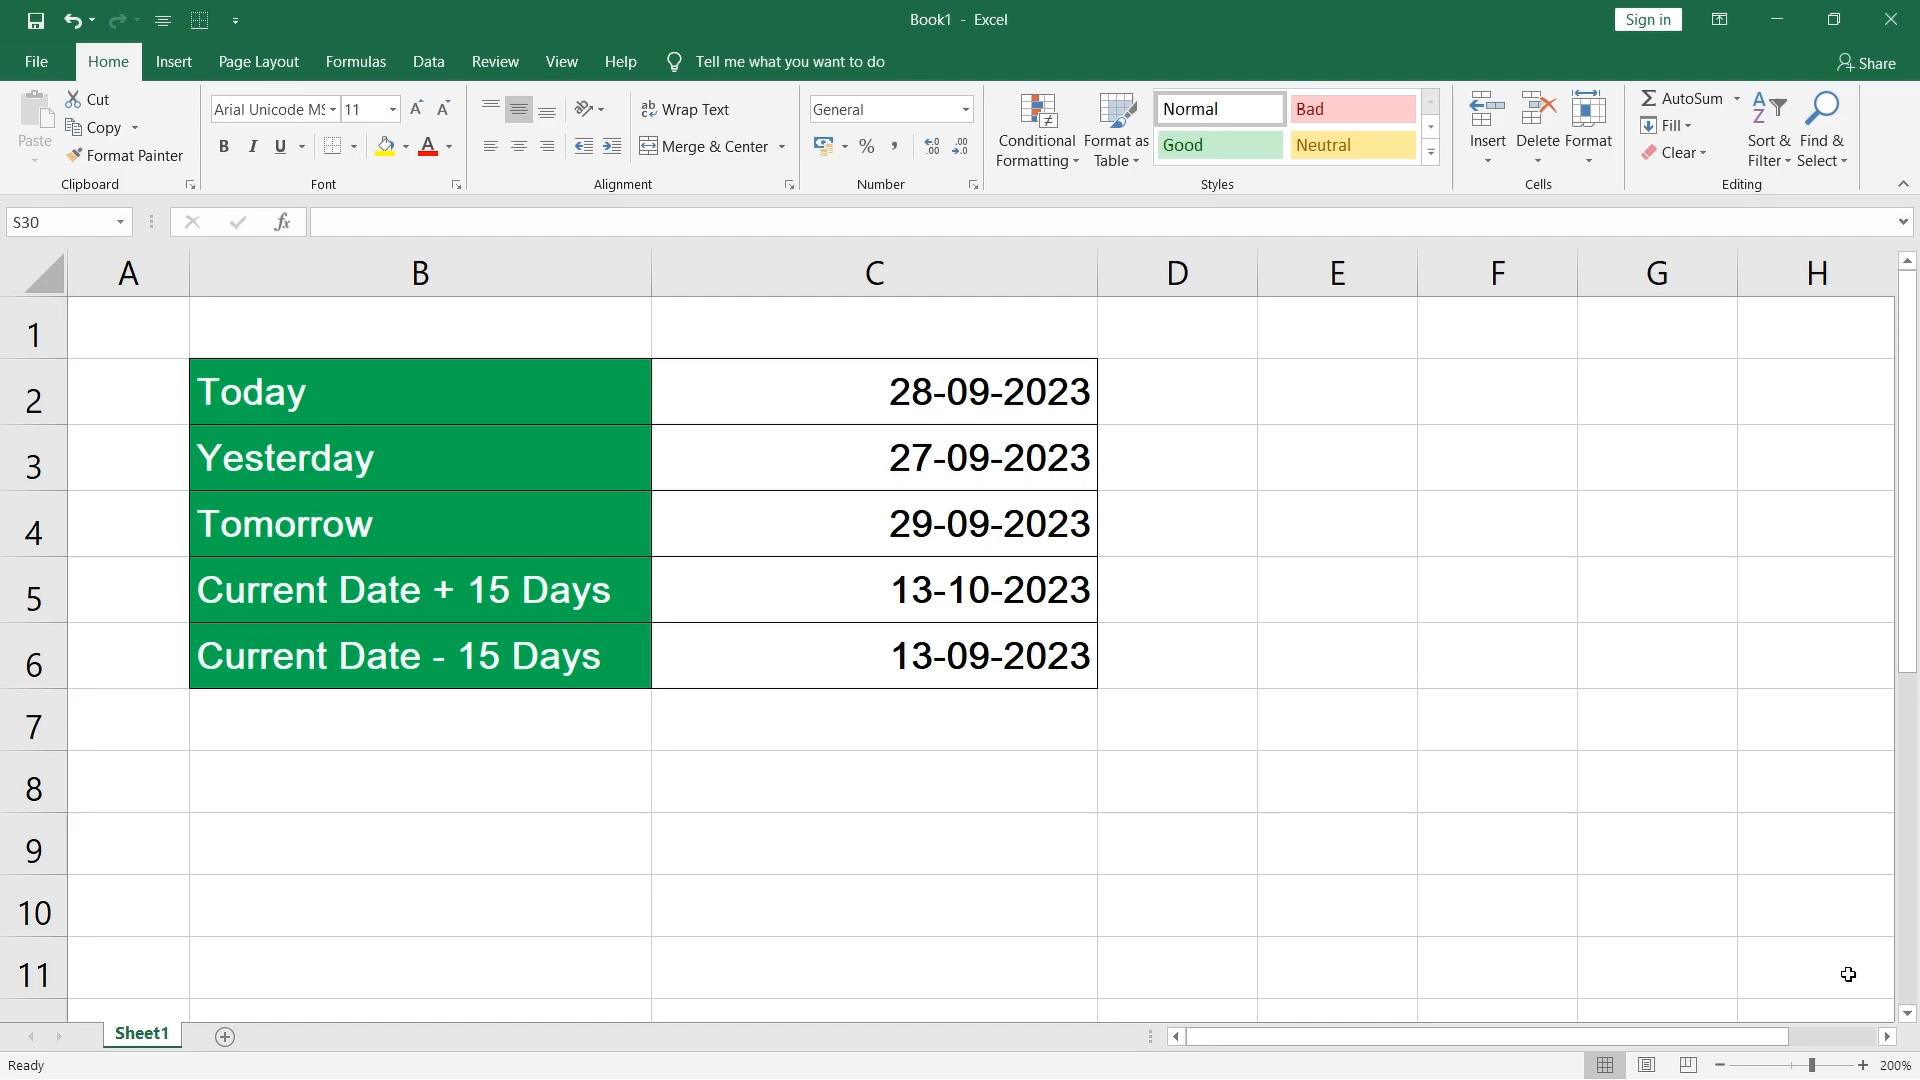 Book1 - Excel
Sign in
File Home Insert Page Layout Formulas Data Review View Help Tell me what you want to do Share
Paste
Cut
Copy
Format Painter
Clipboard
Arial Unicode MS 11
B I U
Font
Wrap Text
Merge & Center
Alignment
General
%
Number
Conditional Formatting
Format as Table
Normal Bad
Good Neutral
Styles
Insert Delete Format
Cells
AutoSum
Fill
Clear
Sort & Filter
Find & Select
Editing
S30 fx
A B C D E F G H
1
2 Today 28-09-2023
3 Yesterday 27-09-2023
4 Tomorrow 29-09-2023
5 Current Date + 15 Days 13-10-2023
6 Current Date - 15 Days 13-09-2023
7
8
9
10
11
Sheet1
Ready 200%